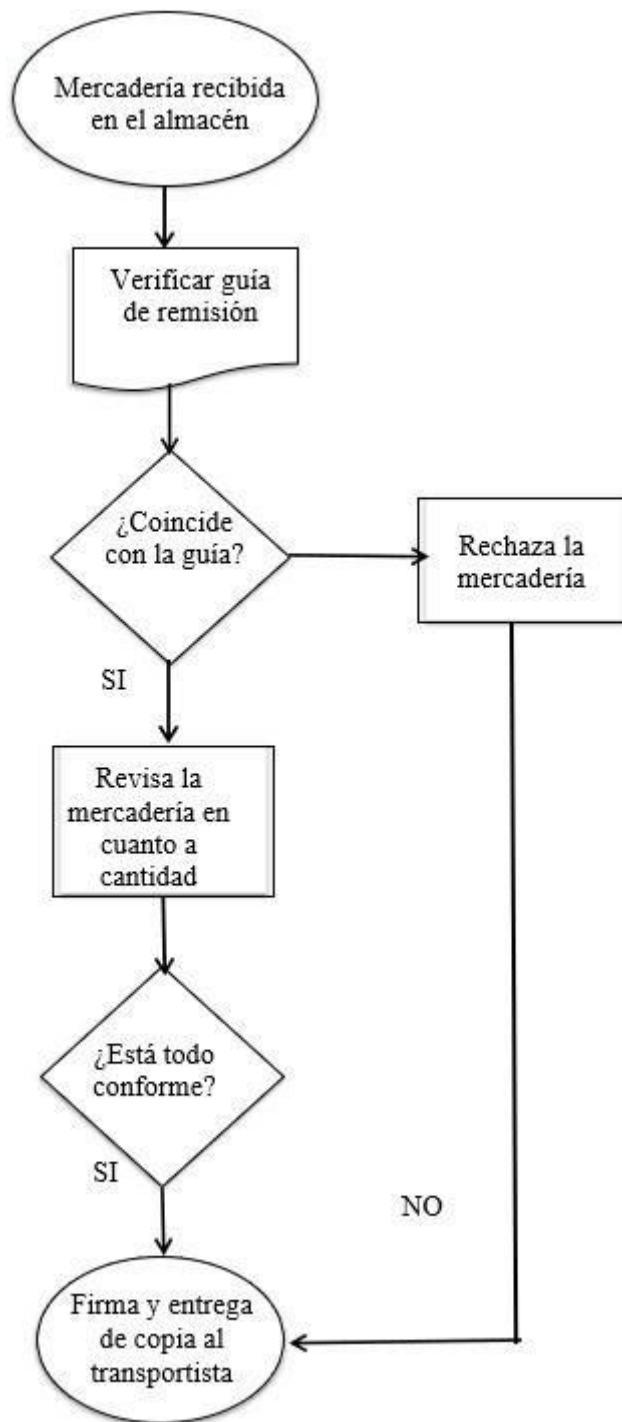 Mercadería recibida
en el almacén
Verificar guía
de remisión
¿Coincide
con la guía?
Rechaza la
mercadería
SI
Revisa la
mercadería en
cuanto a
cantidad
¿Está todo
conforme?
SI
NO
Firma y entrega
de copia al
transportista